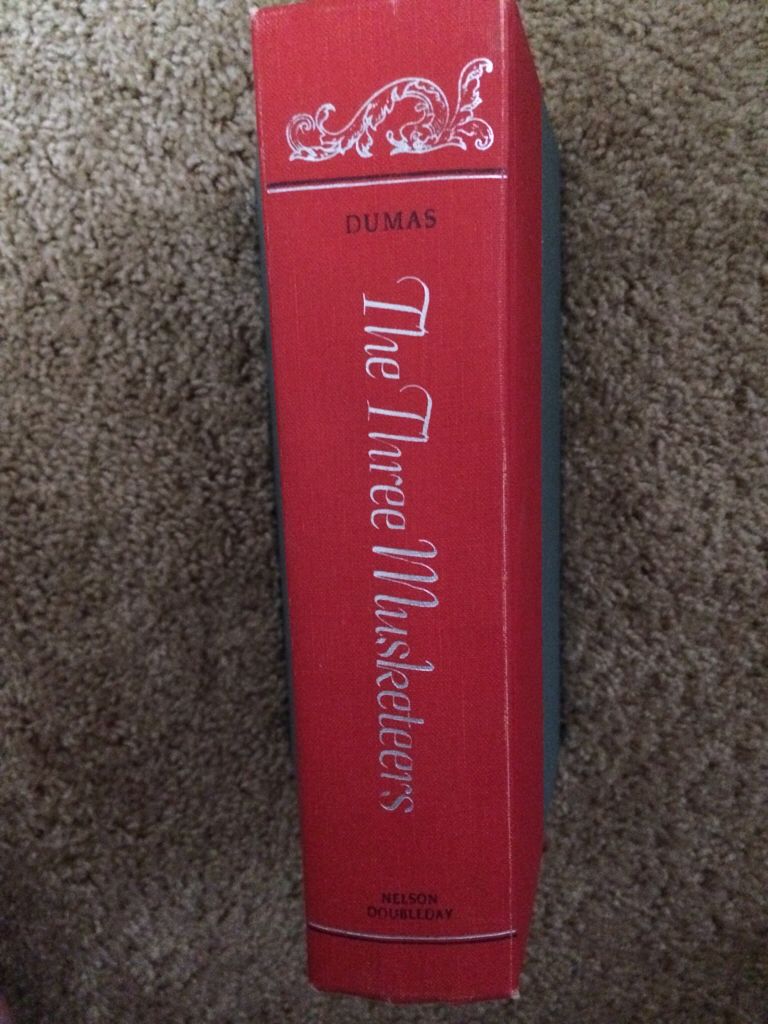 DUMAS
The Three Musketeers
NELSON
DOUBLEDAY